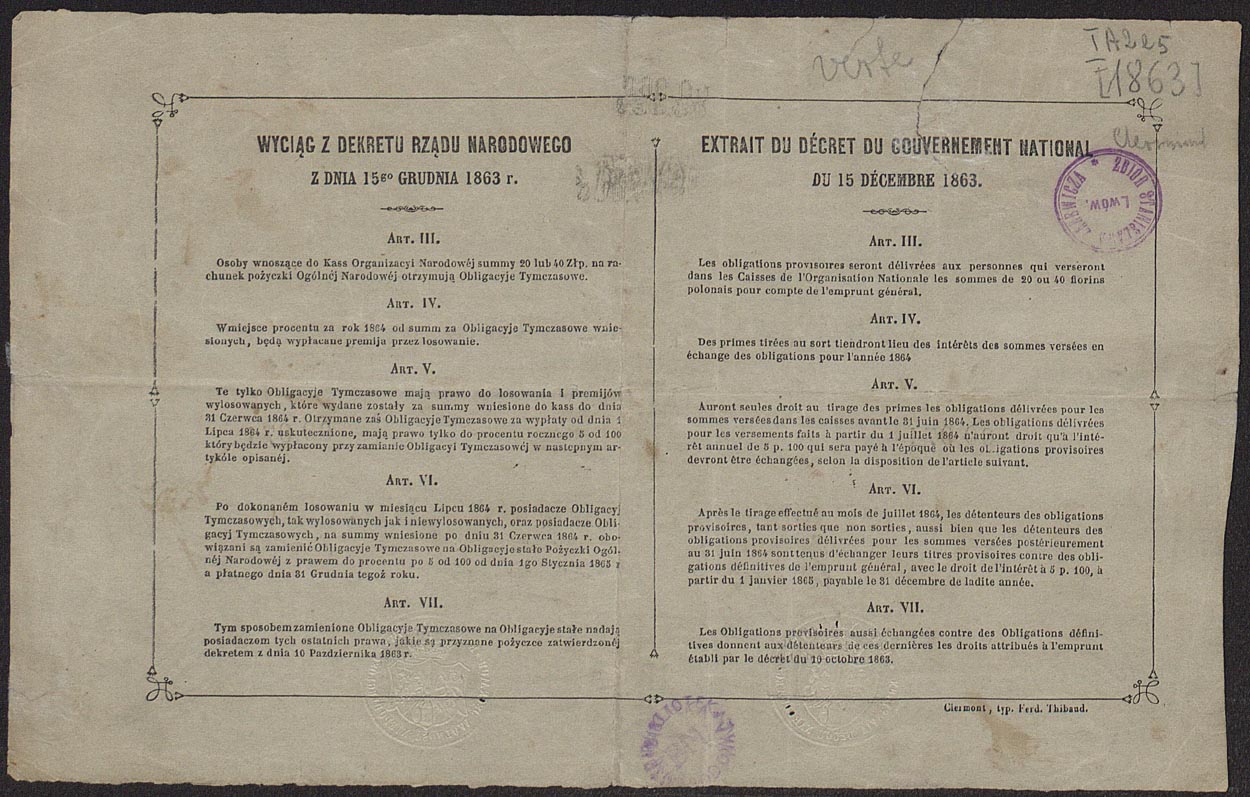 verte
I A225
[1863]
WYCIĄG Z DEKRETU RZĄDU NARODOWEGO
Z DNIA 15go GRUDNIA 1863 r.
Art. III.
Osoby wnoszące do Kass Organizacyi Narodowéj summy 20 lub 40 Złp. na ra-
chunek pożyczki Ogólnéj Narodowéj otrzymują Obligacyje Tymczasowe.
Art. IV.
W miejsce procentu za rok 1864 od summ za Obligacyje Tymczasowe wnie-
sionych, będą wypłacane premija przez losowanie.
Art. V.
Te tylko Obligacyje Tymczasowe mają prawo do losowania i premijów
wylosowanych, które wydane zostały za summy wniesione do kass do dnia
31 Czerwca 1864 r. Otrzymane zaś Obligacyje Tymczasowe za wypłaty od dnia 1
Lipca 1864 r. uskutecznione, mają prawo tylko do procentu rocznego 5 od 100
który będzie wypłacony przy zamianie Obligacyi Tymczasowéj w następnym ar-
tykóle opisanéj.
Art. VI.
Po dokonaném losowaniu w miesiącu Lipcu 1864 r. posiadacze Obligacyj
Tymczasowych, tak wylosowanych jak i niewylosowanych, oraz posiadacze Obli-
gacyj Tymczasowych, na summy wniesione po dniu 31 Czerwca 1864 r. obo-
wiązani są zamienić Obligacyje Tymczasowe na Obligacyje stałe Pożyczki Ogól-
néj Narodowéj z prawem do procentu po 5 od 100 od dnia 1go Stycznia 1865 r
a płatnego dnia 31 Grudnia tegoż roku.
Art. VII.
Tym sposobem zamienione Obligacyje Tymczasowe na Obligacyje stałe nadają
posiadaczom tych ostatnich prawa, jakie są przyznane pożyczce zatwierdzonéj
dekretem z dnia 10 Pazdziernika 1863 r.
EXTRAIT DU DÉCRET DU GOUVERNEMENT NATIONAL
DU 15 DÉCEMBRE 1863.
Art. III.
Les obligations provisoires seront délivrées aux personnes qui verseront
dans les Caisses de l'Organisation Nationale les sommes de 20 ou 40 florins
polonais pour compte de l'emprunt général.
Art. IV.
Des primes tirées au sort tiendront lieu des intérêts des sommes versées en
échange des obligations pour l'année 1864
Art. V.
Auront seules droit au tirage des primes les obligations délivrées pour les
sommes versées dans les caisses avant le 31 juin 1864. Les obligations délivrées
pour les versements faits à partir du 1 juillet 1864 n'auront droit qu'à l'inté-
rêt annuel de 5 p. 100 qui sera payé à l'époque où les obligations provisoires
devront être échangées, selon la disposition de l'article suivant.
Art. VI.
Après le tirage effectué au mois de juillet 1864, les détenteurs des obligations
provisoires, tant sorties que non sorties, aussi bien que les détenteurs des
obligations provisoires délivrées pour les sommes versées postérieurement
au 31 juin 1864 sont tenus d'échanger leurs titres provisoires contre des obli-
gations définitives de l'emprunt général, avec le droit de l'intérêt à 5 p. 100, à
partir du 1 janvier 1865, payable le 31 décembre de ladite année.
Art. VII.
Les Obligations provisoires aussi échangées contre des Obligations défini-
tives donnent aux détenteurs de ces dernières les droits attribués à l'emprunt
établi par le décret du 10 octobre 1863.
Clermont, typ. Ferd. Thibaud.
ZBIÓR STANISŁAWA
LWÓW.